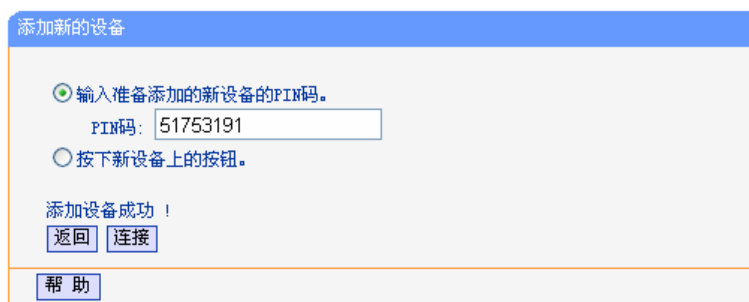 添加新的设备
输入准备添加的新设备的PIN码。
PIN码: 51753191
按下新设备上的按钮。
添加设备成功 !
返回 连接
帮 助